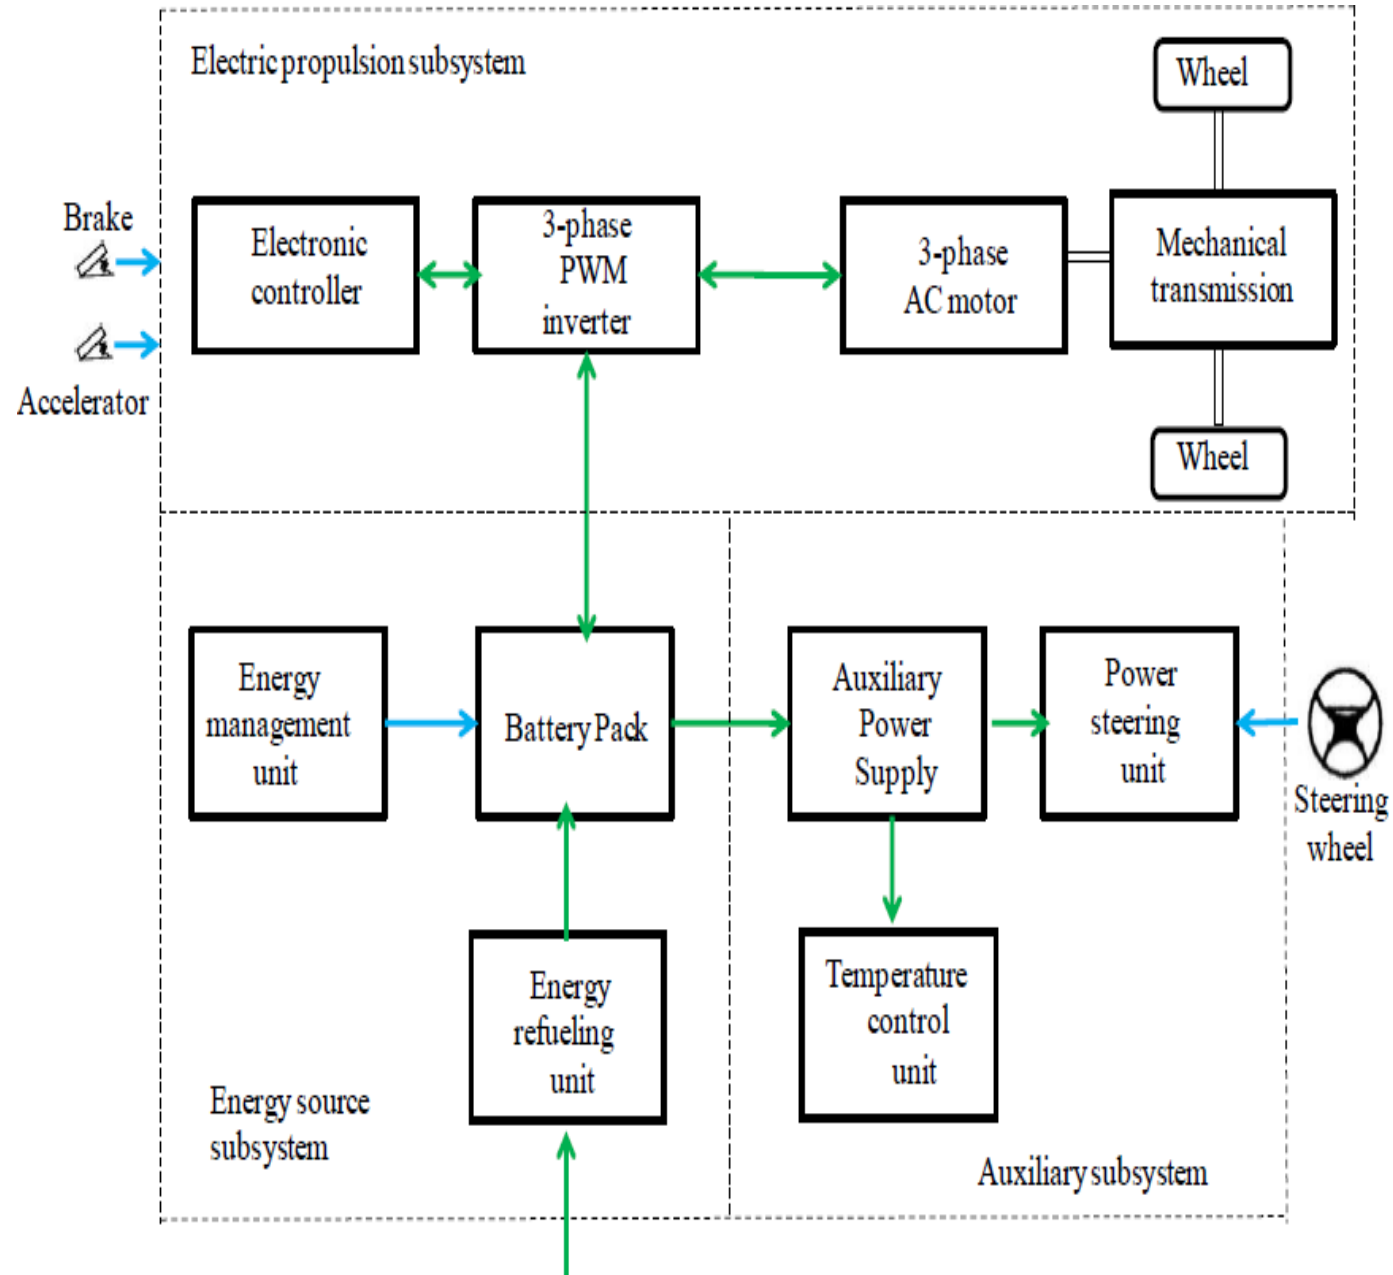 Electric propulsion subsystem
Wheel
Brake
Electronic
controller
3-phase
PWM
inverter
3-phase
AC motor
Mechanical
transmission
Accelerator
Wheel
Energy
management
unit
Battery Pack
Auxiliary
Power
Supply
Power
steering
unit
Steering
wheel
Energy
refueling
unit
Temperature
control
unit
Energy source
subsystem
Auxiliary subsystem